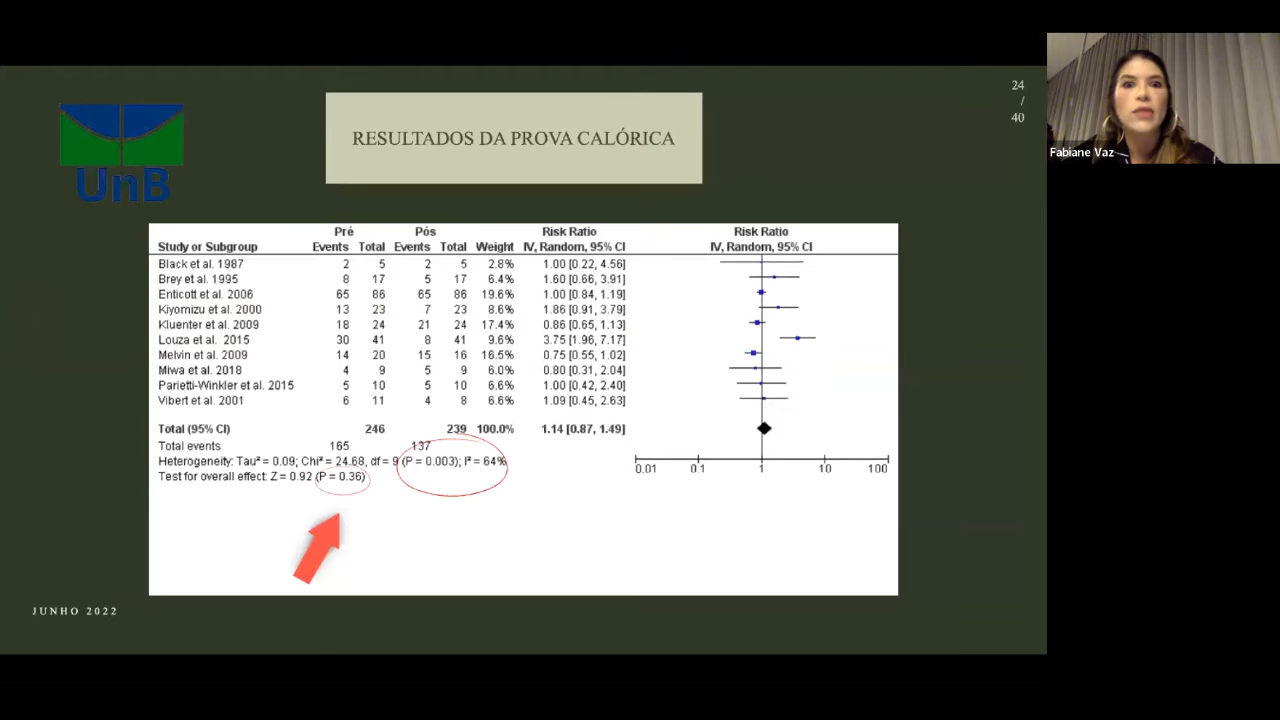 24
/
40
Fabiane Vaz
UnB
RESULTADOS DA PROVA CALÓRICA
Pré Pós Risk Ratio Risk Ratio
Study or Subgroup Events Total Events Total Weight IV, Random, 95% CI IV, Random, 95% CI
Black et al. 1987 2 5 2 5 2.8% 1.00 [0.22, 4.56]
Brey et al. 1995 8 17 5 17 6.4% 1.60 [0.66, 3.91]
Enticott et al. 2006 65 86 65 86 19.6% 1.00 [0.84, 1.19]
Kiyomizu et al. 2000 13 23 7 23 8.6% 1.86 [0.91, 3.79]
Kluenter et al. 2009 18 24 21 24 17.4% 0.86 [0.65, 1.13]
Louza et al. 2015 30 41 8 41 9.6% 3.75 [1.96, 7.17]
Melvin et al. 2009 14 20 15 16 16.5% 0.75 [0.55, 1.02]
Miwa et al. 2018 4 9 5 9 6.0% 0.80 [0.31, 2.04]
Parietti-Winkler et al. 2015 5 10 5 10 6.6% 1.00 [0.42, 2.40]
Vibert et al. 2001 6 11 4 8 6.6% 1.09 [0.45, 2.63]
Total (95% CI) 246 239 100.0% 1.14 [0.87, 1.49]
Total events 165 137
Heterogeneity: Tau² = 0.09; Chi² = 24.68, df = 9 (P = 0.003); I² = 64%
Test for overall effect: Z = 0.92 (P = 0.36)
0.01 0.1 1 10 100
JUNHO 2022